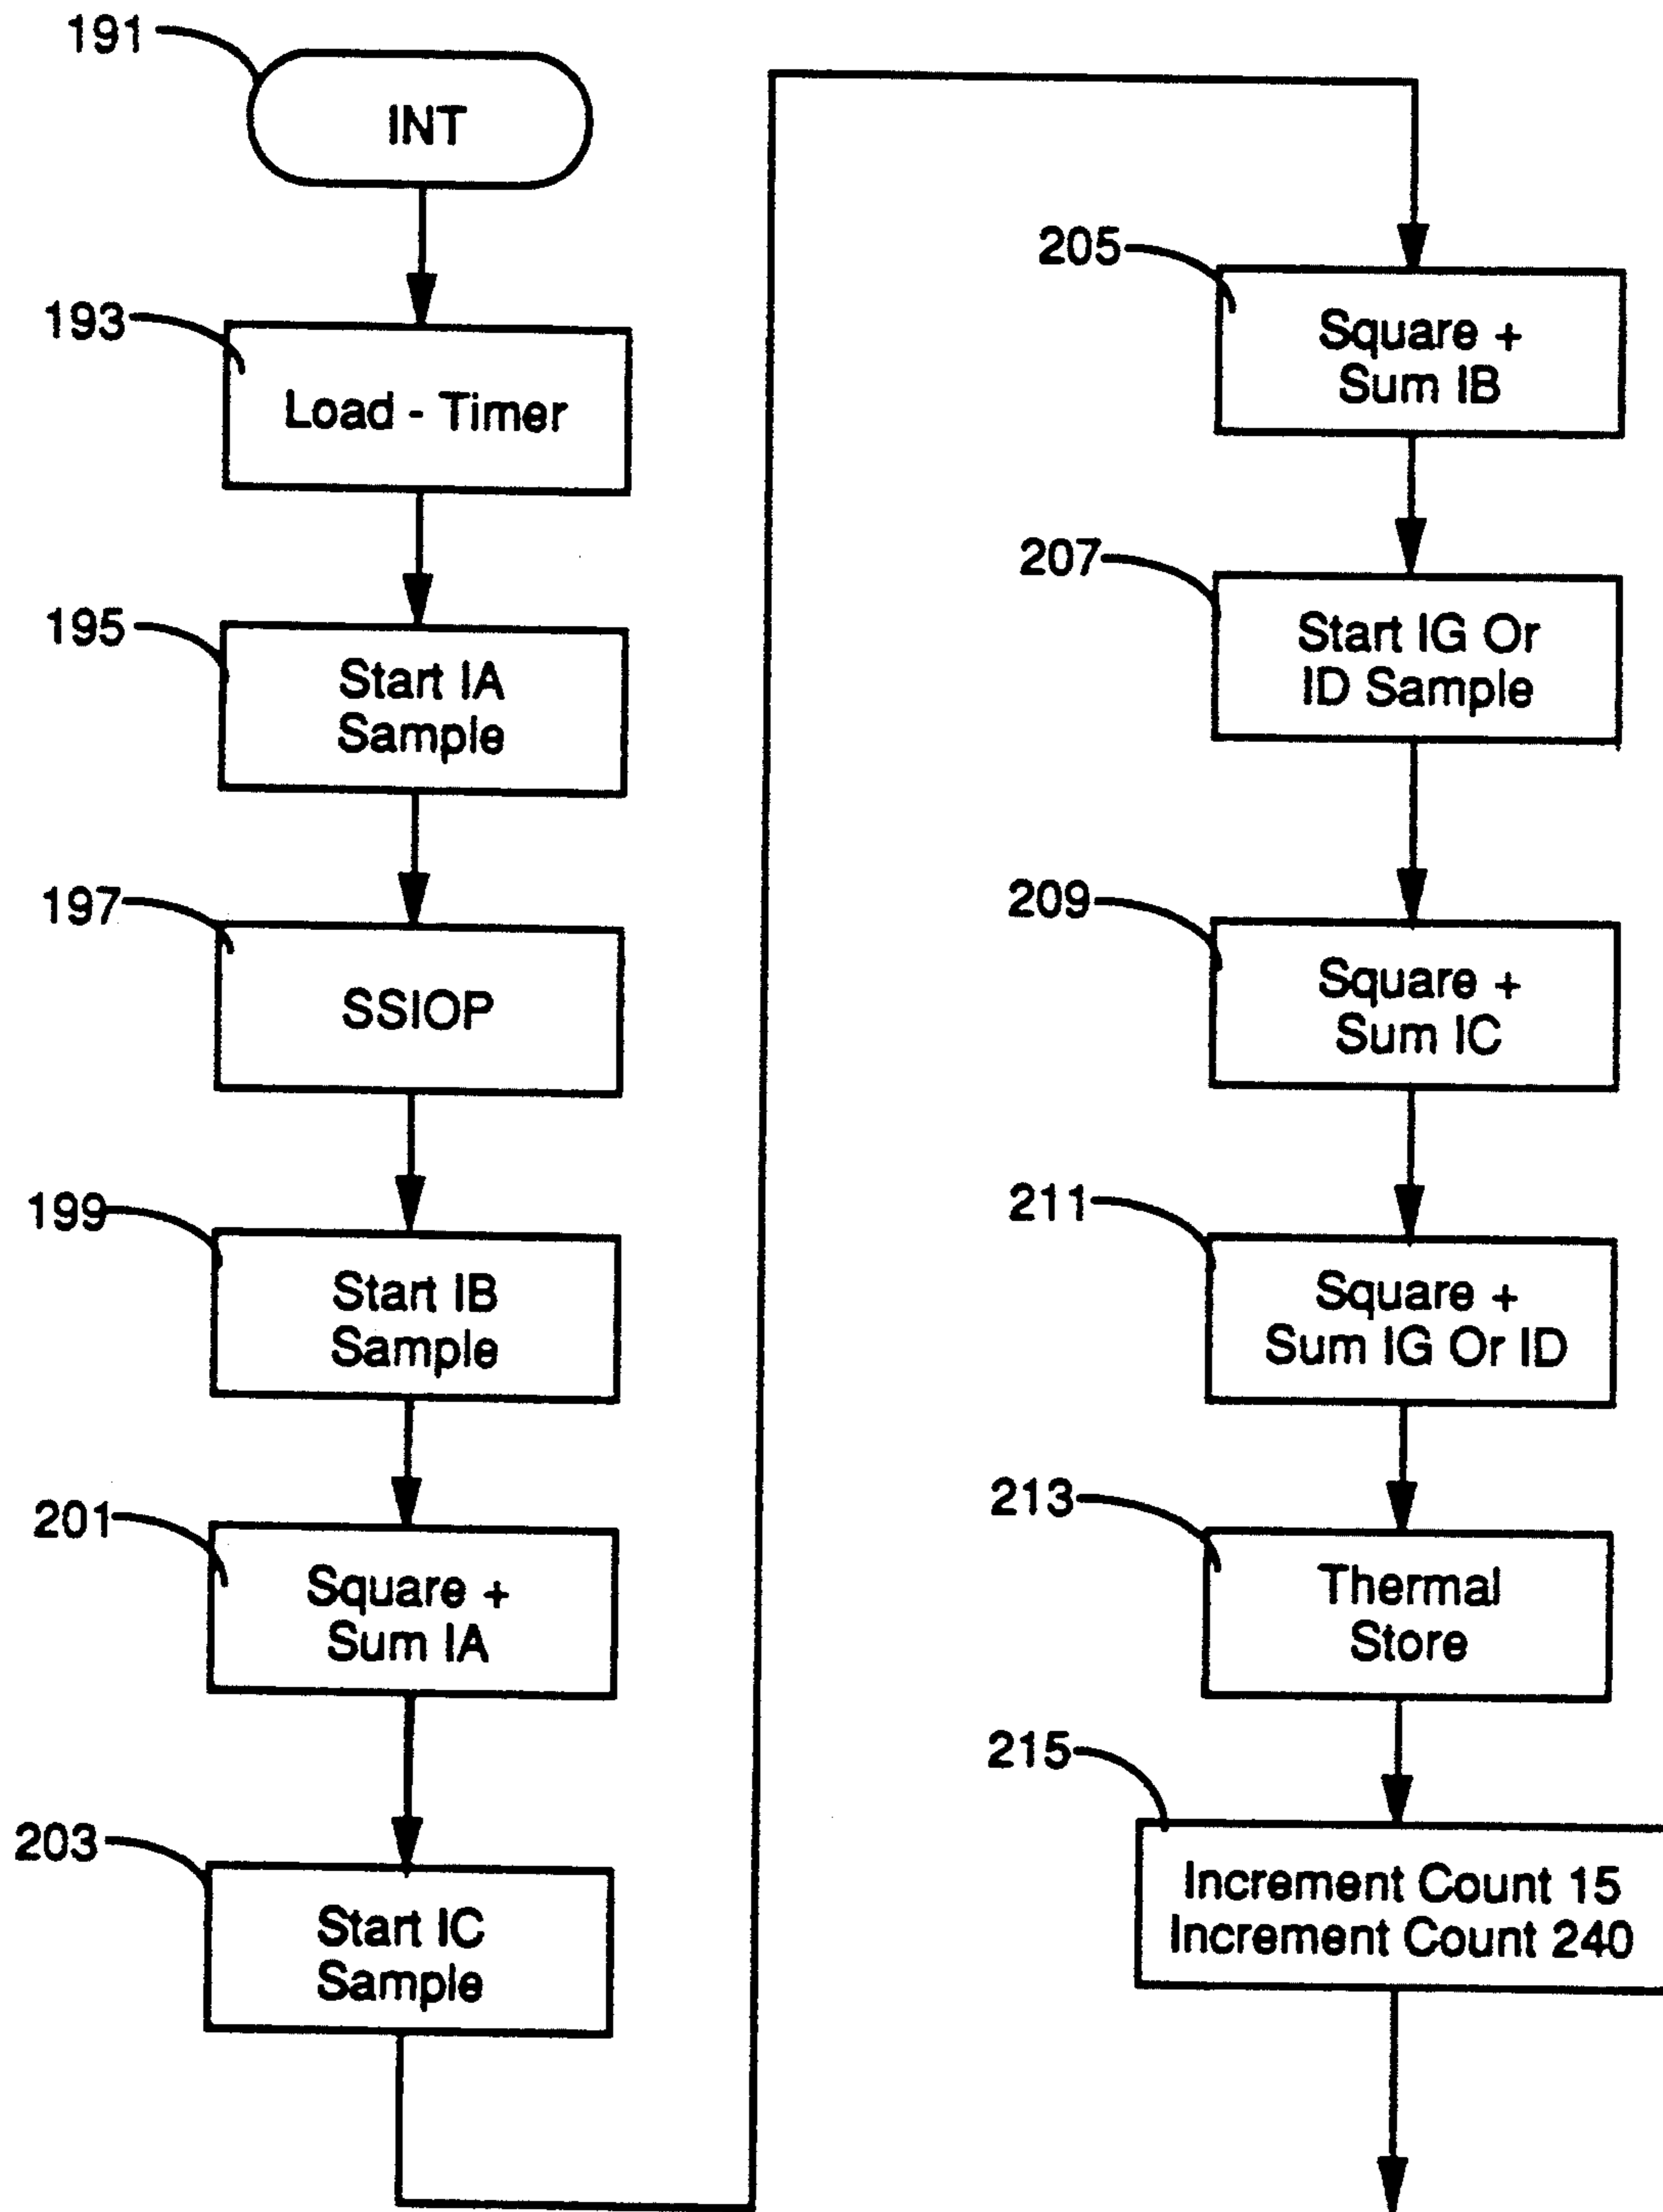 191
INT
193
Load - Timer
195
Start IA
Sample
197
SSIOP
199
Start IB
Sample
201
Square +
Sum IA
203
Start IC
Sample
205
Square +
Sum IB
207
Start IG Or
ID Sample
209
Square +
Sum IC
211
Square +
Sum IG Or ID
213
Thermal
Store
215
Increment Count 15
Increment Count 240